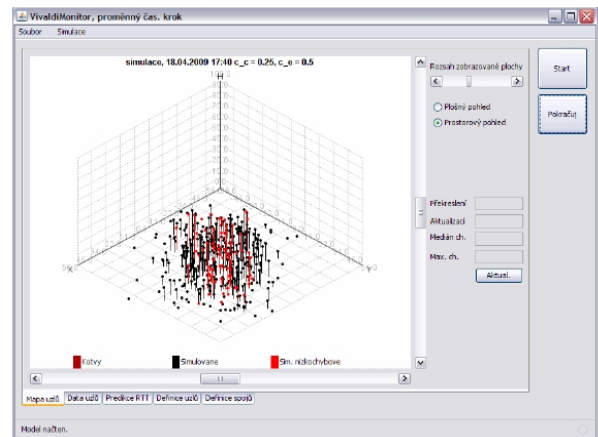 VivaldiMonitor, proměnný čas. krok
Soubor Simulace
simulace, 18.04.2009 17:40 c_c = 0.25, c_e = 0.5
Rozsah zobrazované plochy
Start
Plošný pohled
Prostorový pohled
Pokračuj
H
X
Y
Překreslení
Aktualizací
Medián ch.
Max. ch.
Aktual.
Kotvy Simulovane Sim. nizkochybove
Mapa uzlů Data uzlů Predikce RTT Definice uzlů Definice spojů
Model načten.